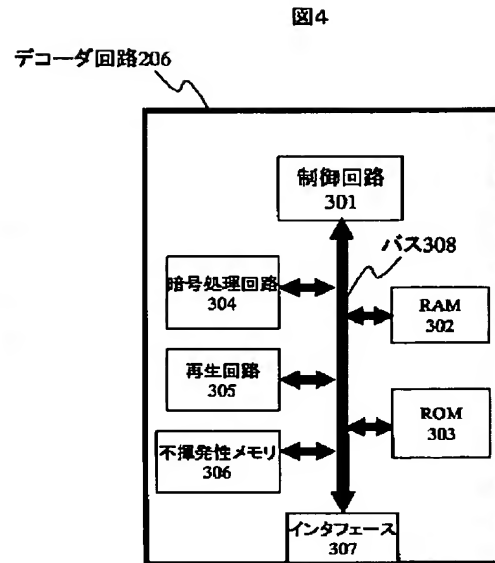 図4
デコーダ回路206
制御回路
301
バス308
暗号処理回路
304
RAM
302
再生回路
305
ROM
303
不揮発性メモリ
306
インタフェース
307